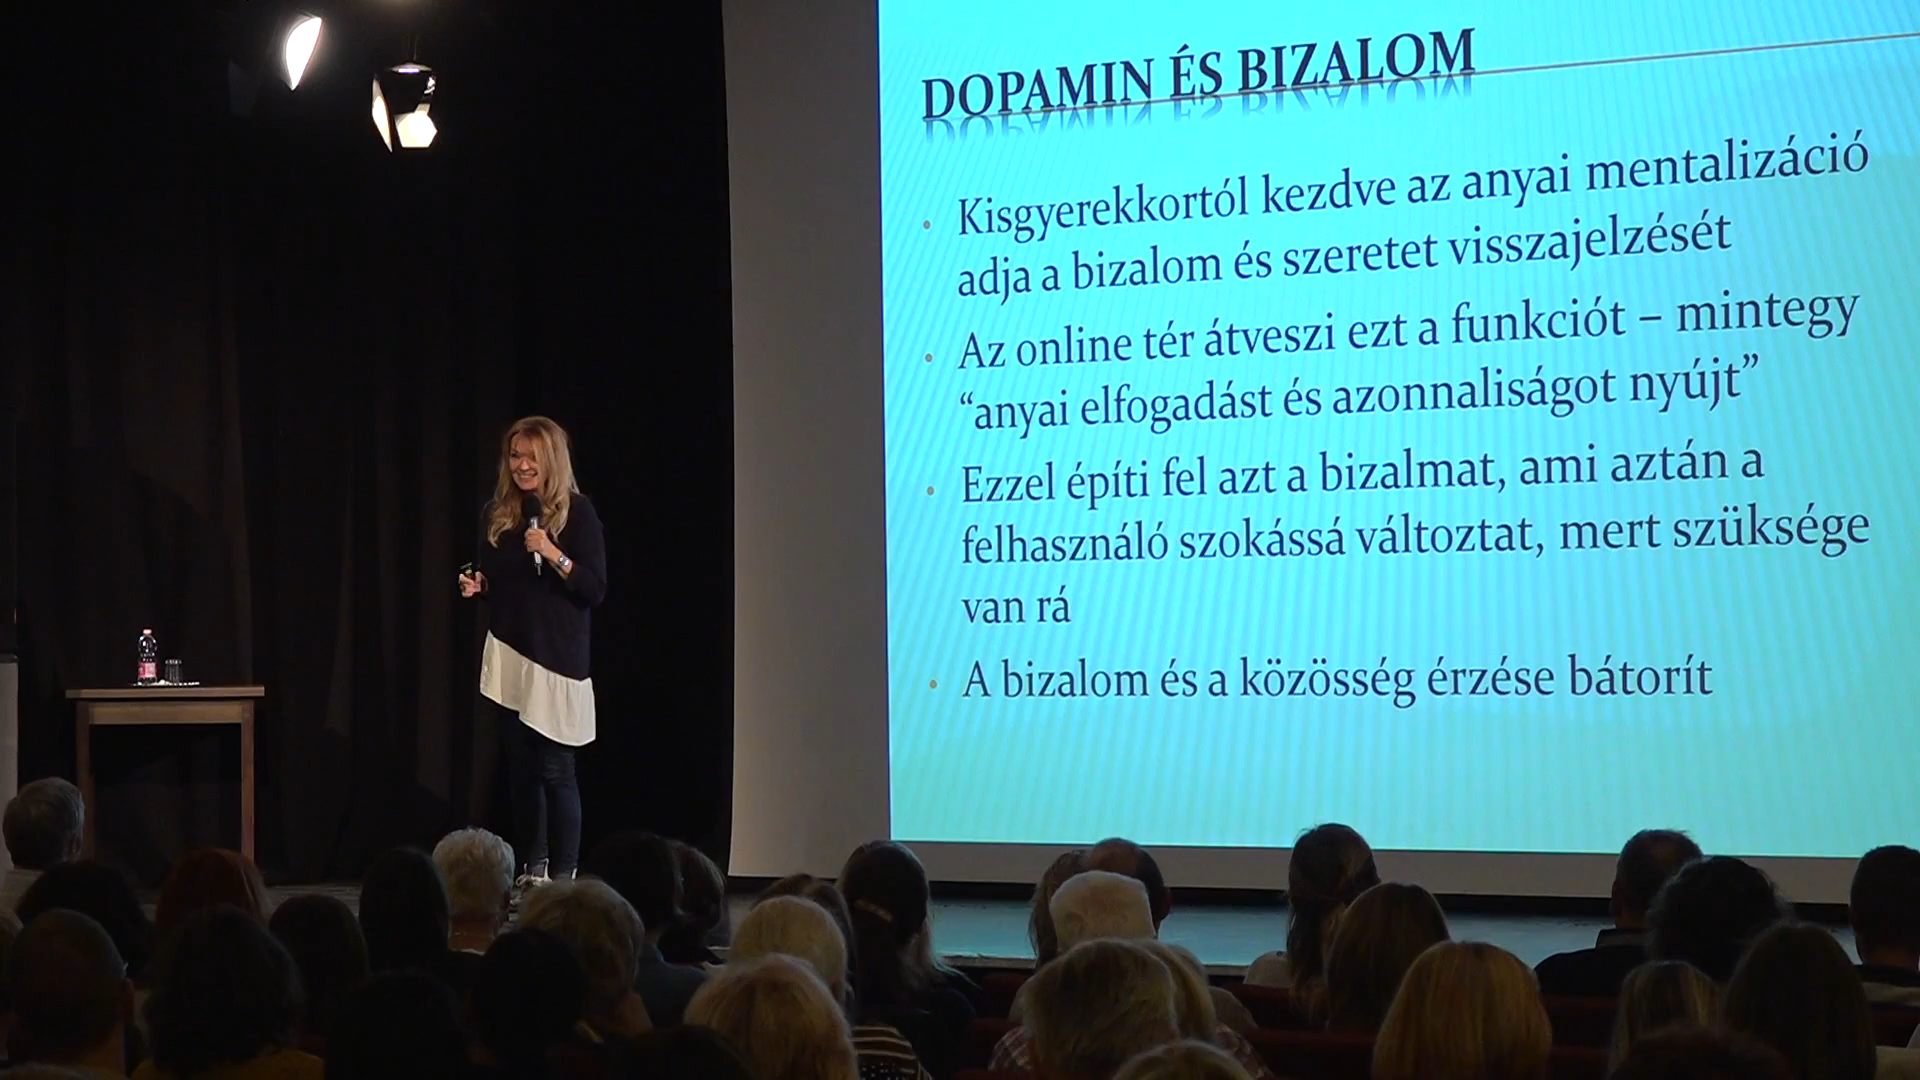 DOPAMIN ÉS BIZALOM
Kisgyerekkortól kezdve az anyai mentalizáció
adja a bizalom és szeretet visszajelzését
Az online tér átveszi ezt a funkciót – mintegy
“anyai elfogadást és azonnaliságot nyújt”
Ezzel építi fel azt a bizalmat, ami aztán a
felhasználó szokássá változtat, mert szüksége
van rá
A bizalom és a közösség érzése bátorít